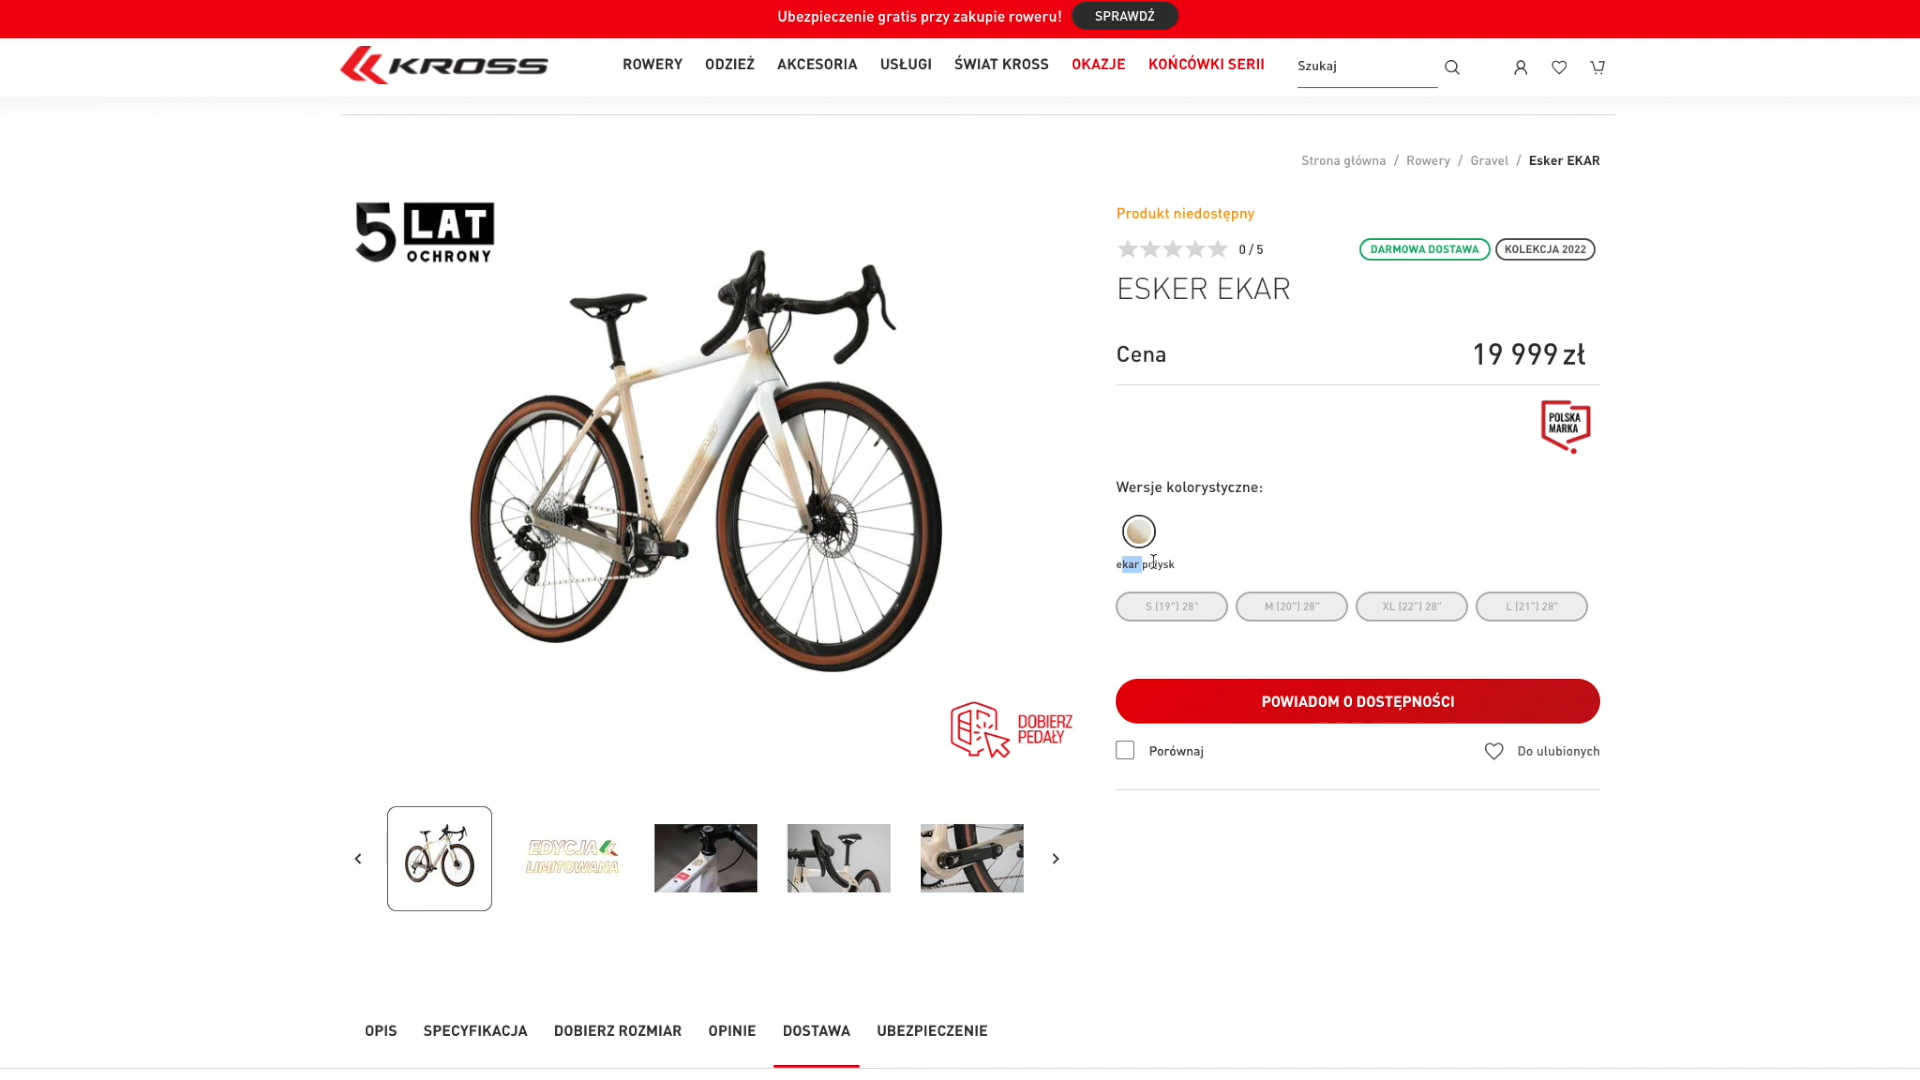 Ubezpieczenie gratis przy zakupie roweru! SPRAWDŹ
KROSS
ROWERY ODZIEŻ AKCESORIA USŁUGI ŚWIAT KROSS OKAZJE KOŃCÓWKI SERII Szukaj
Strona główna / Rowery / Gravel / Esker EKAR
5 LAT
OCHRONY
Produkt niedostępny
0 / 5 DARMOWA DOSTAWA KOLEKCJA 2022
ESKER EKAR
Cena 19 999 zł
POLSKA
MARKA
Wersje kolorystyczne:
ekar połysk
S (19") 28" M (20") 28" XL (22") 28" L (21") 28"
POWIADOM O DOSTĘPNOŚCI
DOBIERZ
PEDAŁY
Porównaj Do ulubionych
EDYCJA
LIMITOWANA
OPIS SPECYFIKACJA DOBIERZ ROZMIAR OPINIE DOSTAWA UBEZPIECZENIE